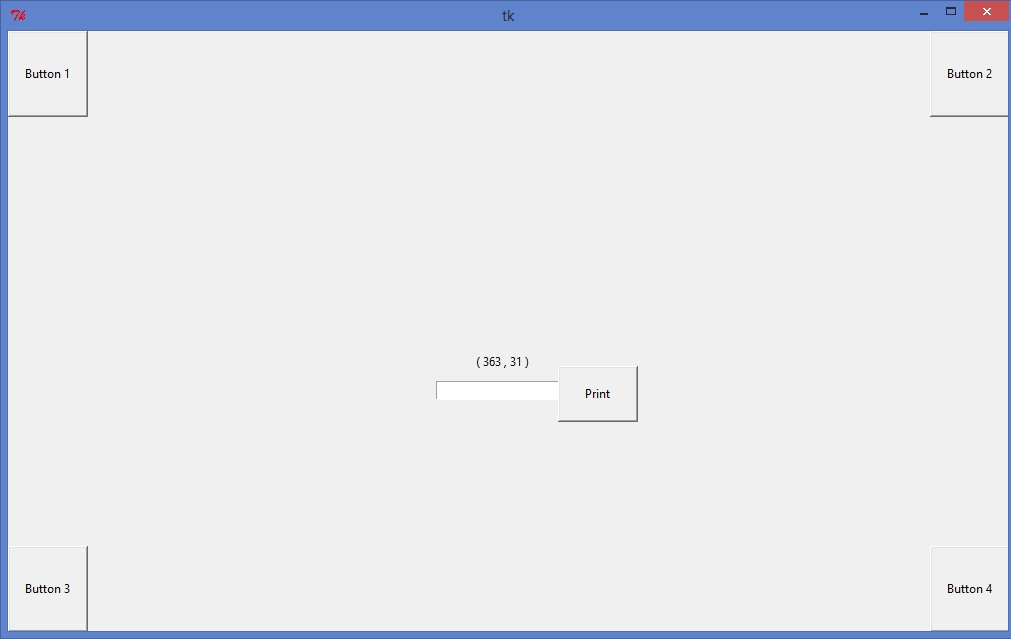 tk
Button 1
Button 2
( 363 , 31 )
Print
Button 3
Button 4